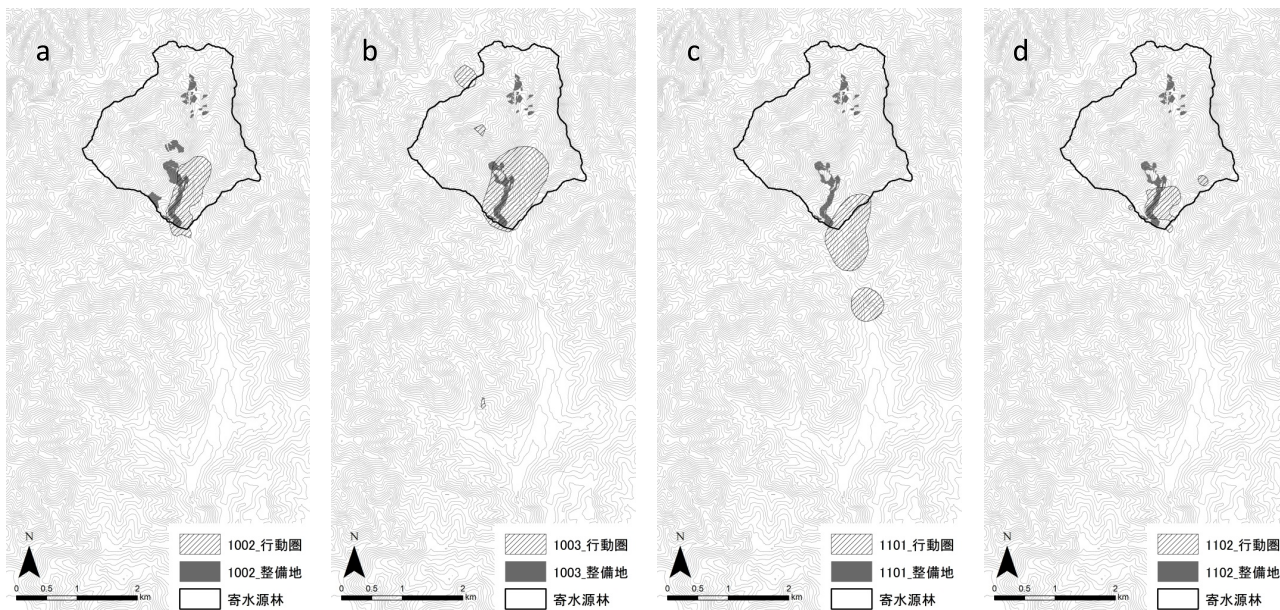 a
N
0 0.5 1 2
km
1002_行動圏
1002_整備地
寄水源林
b
N
0 0.5 1 2
km
1003_行動圏
1003_整備地
寄水源林
c
N
0 0.5 1 2
km
1101_行動圏
1101_整備地
寄水源林
d
N
0 0.5 1 2
km
1102_行動圏
1102_整備地
寄水源林